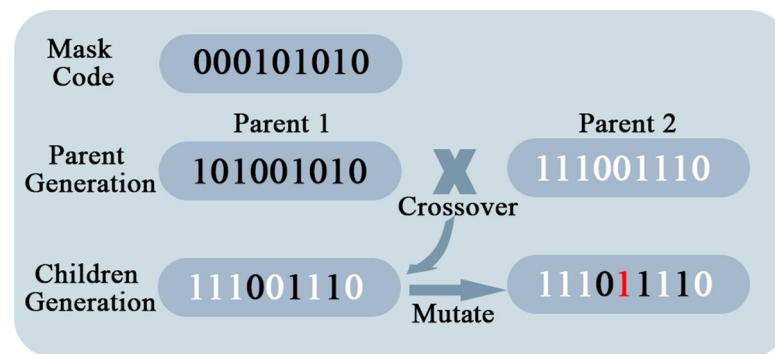 Mask
Code
000101010
Parent 1
Parent 2
Parent
Generation
101001010
111001110
Crossover
Children
Generation
111001110
111011110
Mutate